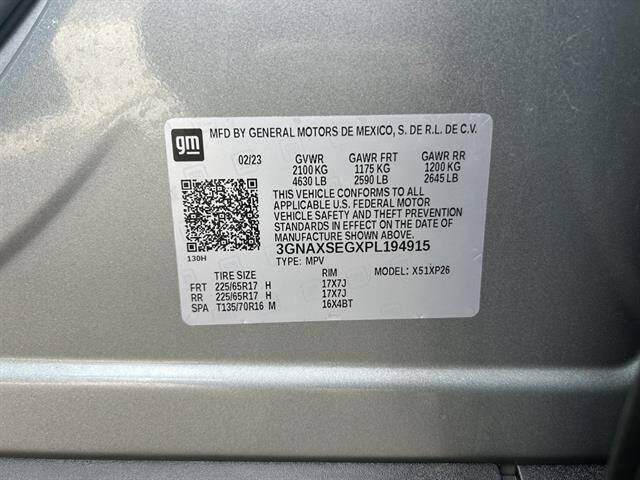 gm MFD BY GENERAL MOTORS DE MEXICO, S. DE R.L. DE C.V.
02/23 GVWR GAWR FRT GAWR RR
2100 KG 1175 KG 1200 KG
4630 LB 2590 LB 2645 LB
THIS VEHICLE CONFORMS TO ALL
APPLICABLE U.S. FEDERAL MOTOR
VEHICLE SAFETY AND THEFT PREVENTION
STANDARDS IN EFFECT ON THE DATE OF
MANUFACTURE SHOWN ABOVE.
130H
3GNAXSEGXPL194915
TYPE: MPV MODEL: X51XP26
TIRE SIZE RIM
FRT 225/65R17 H 17X7J
RR 225/65R17 H 17X7J
SPA T135/70R16 M 16X4BT